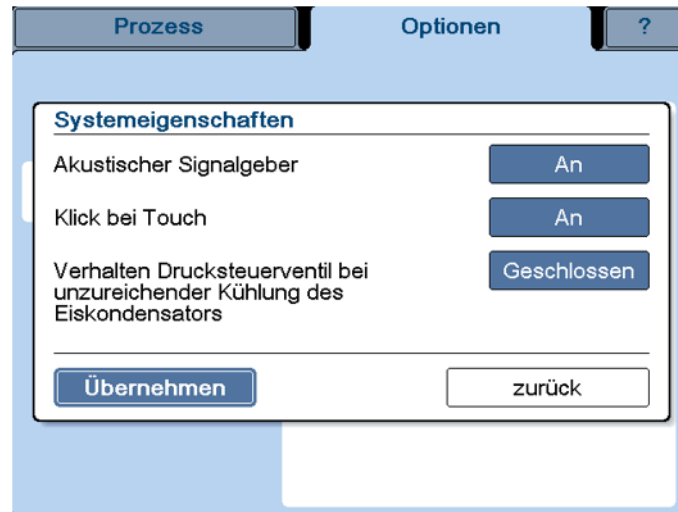 Prozess
Optionen
?
Systemeigenschaften
Akustischer Signalgeber
An
Klick bei Touch
An
Verhalten Drucksteuerventil bei
unzureichender Kühlung des
Eiskondensators
Geschlossen
Übernehmen
zurück